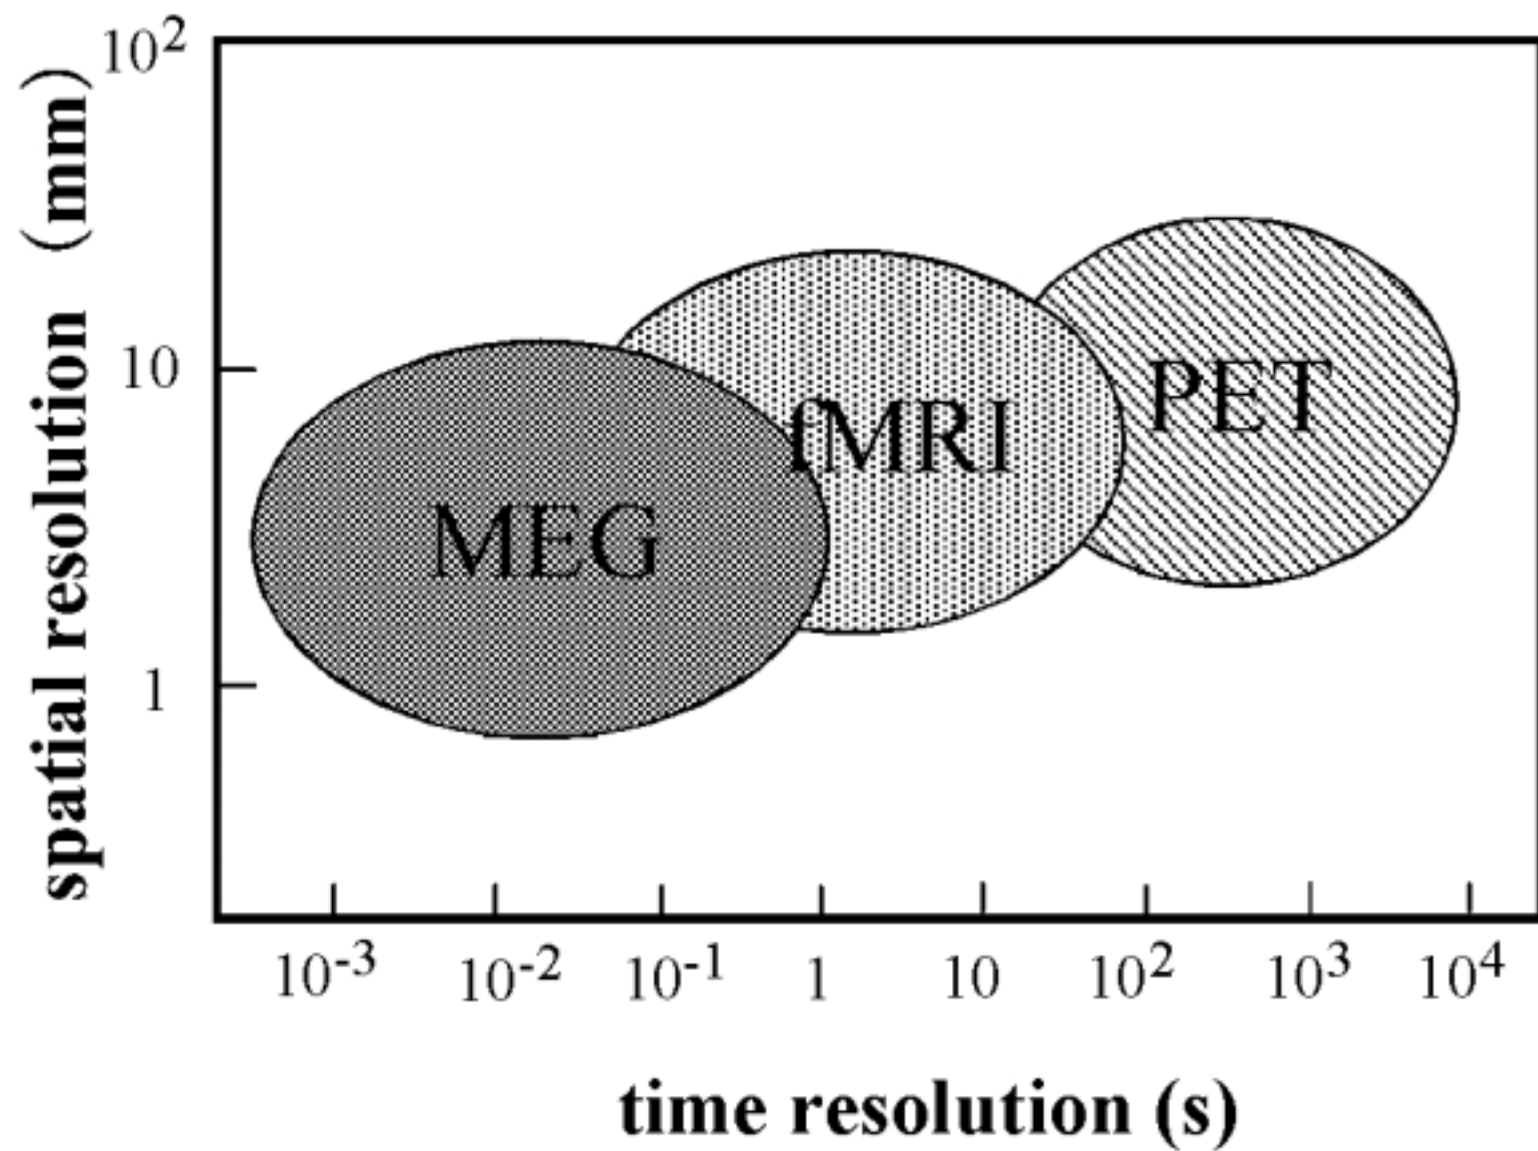 10²
spatial resolution (mm)
10
1
MEG
fMRI
PET
10⁻³ 10⁻² 10⁻¹ 1 10 10² 10³ 10⁴
time resolution (s)